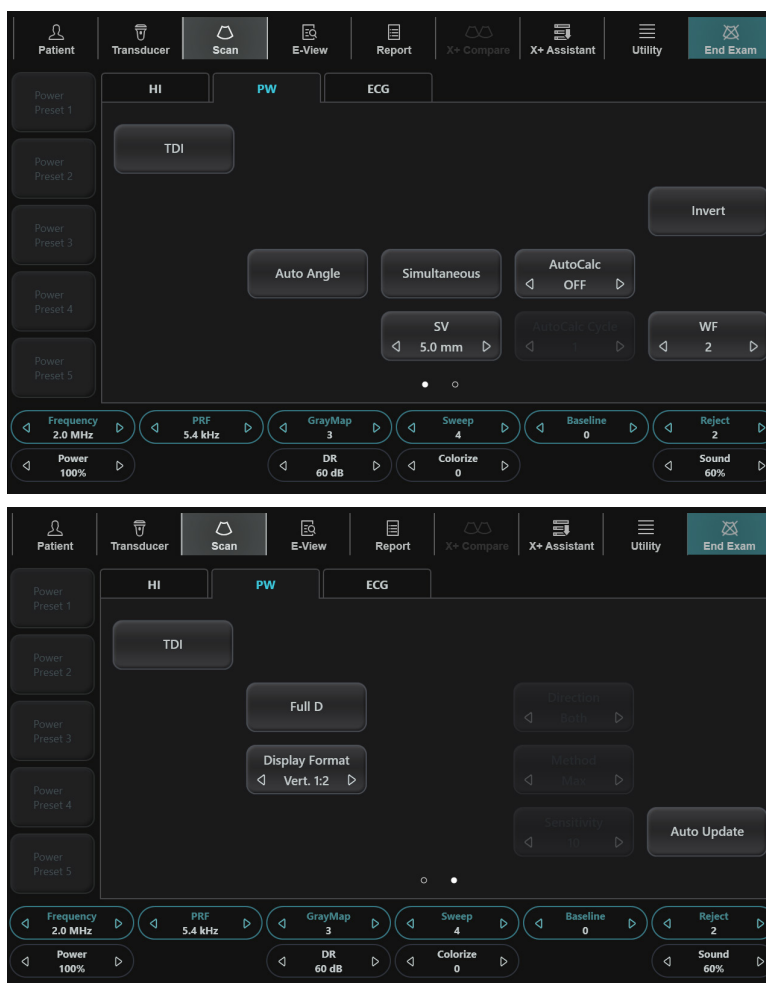 Patient Transducer Scan E-View Report X+ Compare X+ Assistant Utility End Exam
HI PW ECG
Power
Preset 1
TDI
Power
Preset 2
Invert
Power
Preset 3
Auto Angle Simultaneous AutoCalc
OFF
Power
Preset 4
SV AutoCalc Cycle WF
5.0 mm 1 2
Power
Preset 5
Frequency PRF GrayMap Sweep Baseline Reject
2.0 MHz 5.4 kHz 3 4 0 2
Power DR Colorize Sound
100% 60 dB 0 60%
Patient Transducer Scan E-View Report X+ Compare X+ Assistant Utility End Exam
HI PW ECG
Power
Preset 1
TDI
Power
Preset 2
Full D Direction
Both
Power
Preset 3
Display Format Method
Vert. 1:2 Max
Power
Preset 4
Sensitivity Auto Update
10
Power
Preset 5
Frequency PRF GrayMap Sweep Baseline Reject
2.0 MHz 5.4 kHz 3 4 0 2
Power DR Colorize Sound
100% 60 dB 0 60%